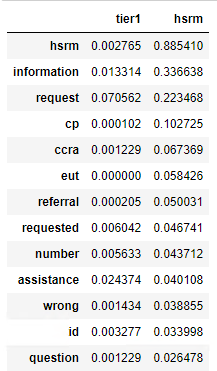 tier1 hsrm
hsrm 0.002765 0.885410
information 0.013314 0.336638
request 0.070562 0.223468
cp 0.000102 0.102725
ccra 0.001229 0.067369
eut 0.000000 0.058426
referral 0.000205 0.050031
requested 0.006042 0.046741
number 0.005633 0.043712
assistance 0.024374 0.040108
wrong 0.001434 0.038855
id 0.003277 0.033998
question 0.001229 0.026478